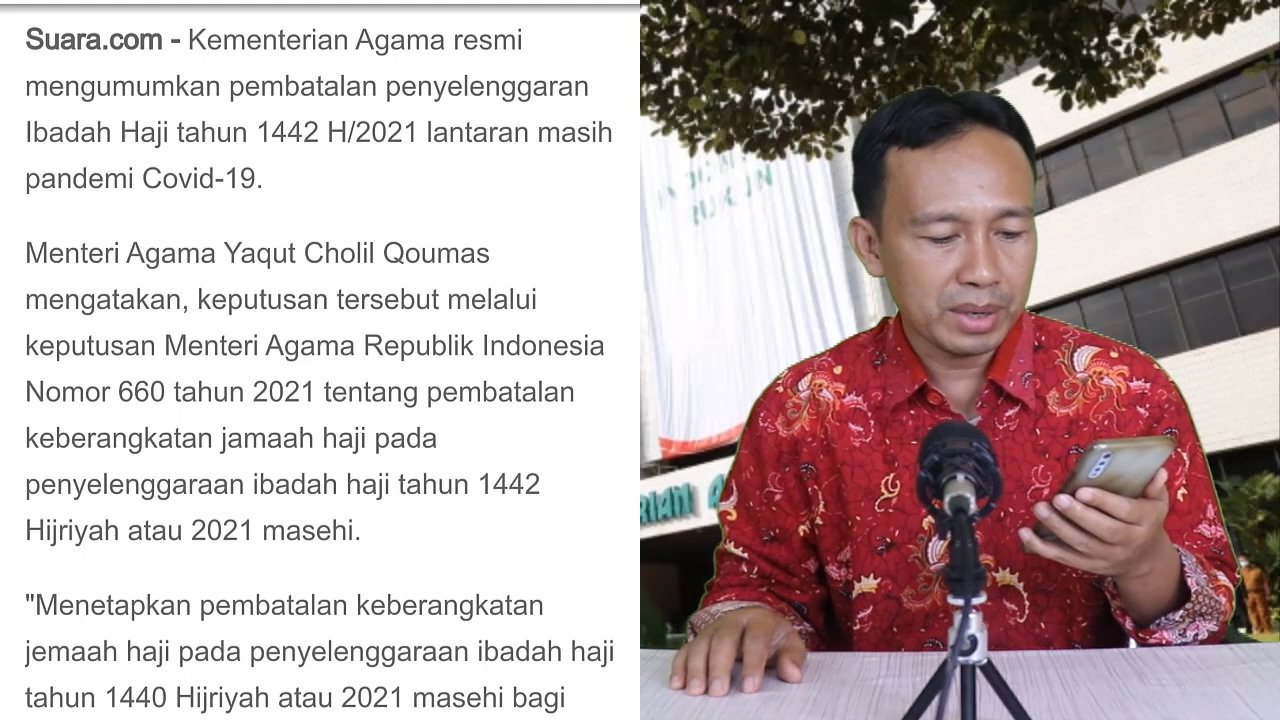 Suara.com - Kementerian Agama resmi
mengumumkan pembatalan penyelenggaran
Ibadah Haji tahun 1442 H/2021 lantaran masih
pandemi Covid-19.
Menteri Agama Yaqut Cholil Qoumas
mengatakan, keputusan tersebut melalui
keputusan Menteri Agama Republik Indonesia
Nomor 660 tahun 2021 tentang pembatalan
keberangkatan jamaah haji pada
penyelenggaraan ibadah haji tahun 1442
Hijriyah atau 2021 masehi.
"Menetapkan pembatalan keberangkatan
jemaah haji pada penyelenggaraan ibadah haji
tahun 1440 Hijriyah atau 2021 masehi bagi